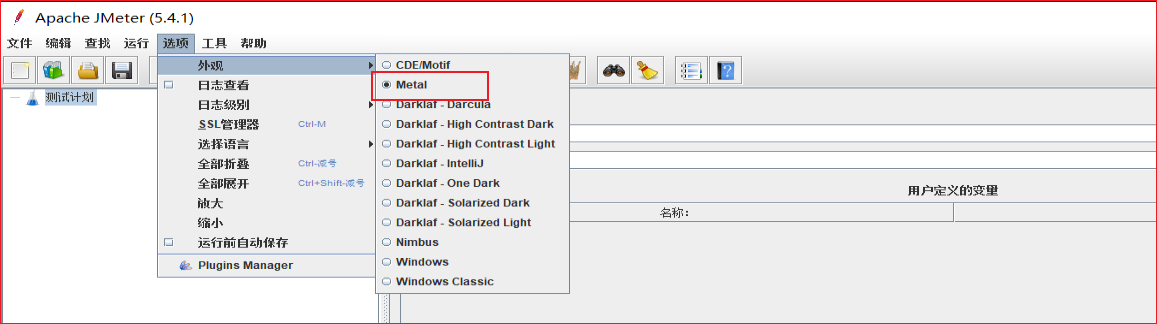 Apache JMeter (5.4.1)
文件 编辑 查找 运行 选项 工具 帮助
外观
日志查看
日志级别
SSL管理器 Ctrl-M
选择语言
全部折叠 Ctrl-减号
全部展开 Ctrl+Shift-减号
放大
缩小
运行前自动保存
Plugins Manager
CDE/Motif
Metal
Darklaf - Darcula
Darklaf - High Contrast Dark
Darklaf - High Contrast Light
Darklaf - IntelliJ
Darklaf - One Dark
Darklaf - Solarized Dark
Darklaf - Solarized Light
Nimbus
Windows
Windows Classic
测试计划
用户定义的变量
名称: